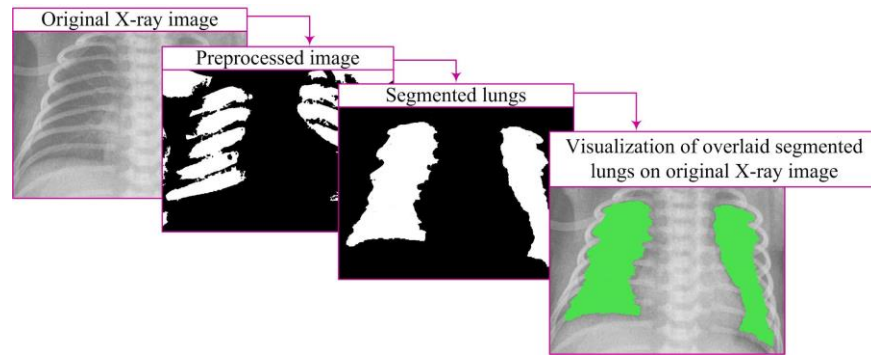 Original X-ray image
Preprocessed image
Segmented lungs
Visualization of overlaid segmented
lungs on original X-ray image